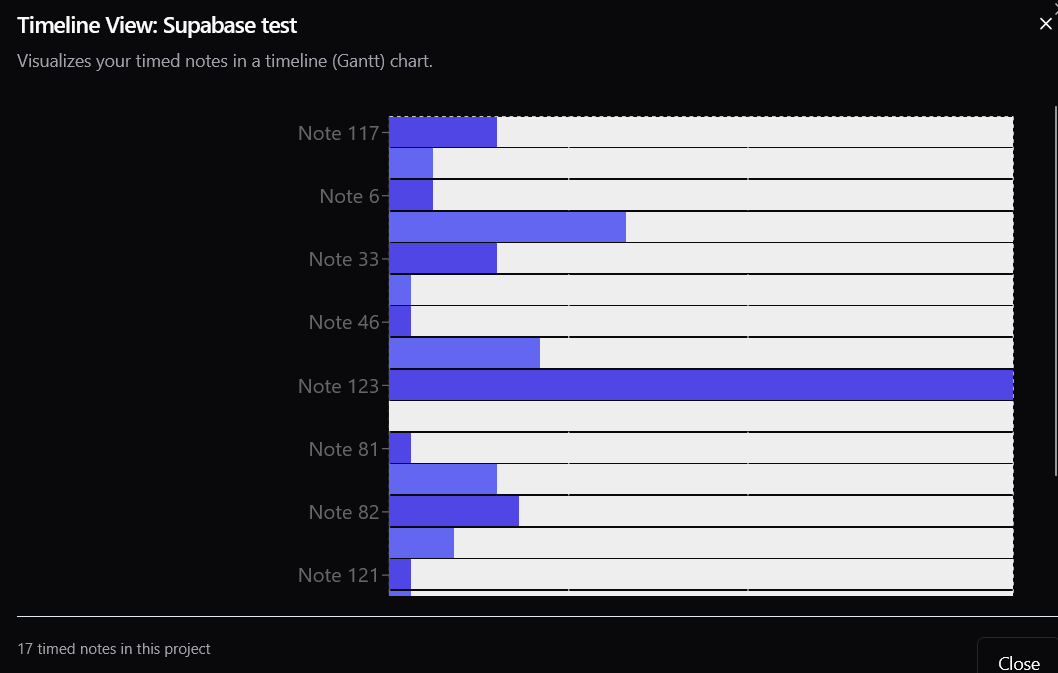 Timeline View: Supabase test
Visualizes your timed notes in a timeline (Gantt) chart.
Note 117
Note 6
Note 33
Note 46
Note 123
Note 81
Note 82
Note 121
17 timed notes in this project
Close